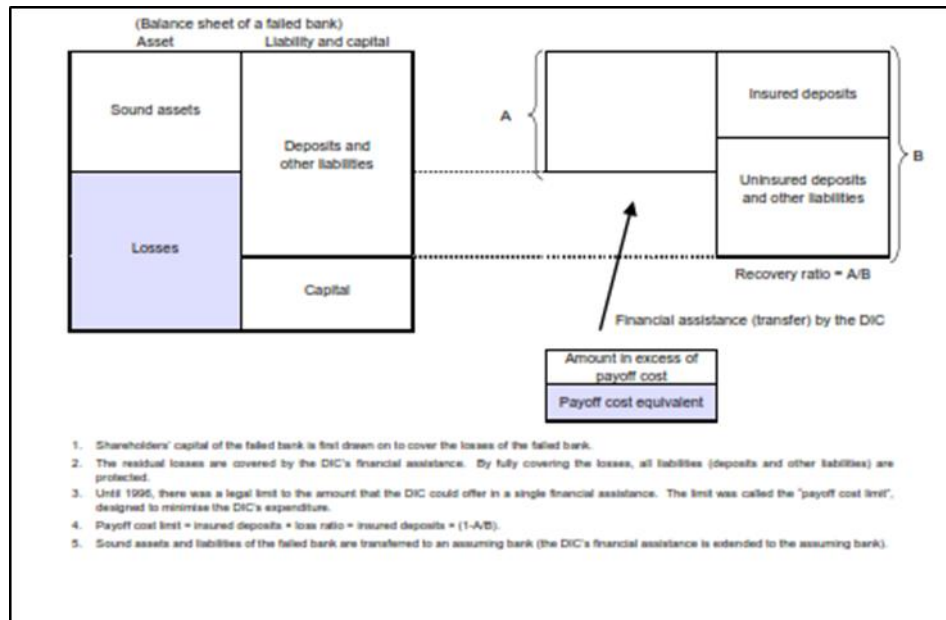 (Balance sheet of a failed bank)
Asset Liability and capital
Sound assets
Deposits and
other liabilities
Losses
Capital
A
Insured deposits
B
Uninsured deposits
and other liabilities
Recovery ratio = A/B
Financial assistance (transfer) by the DIC
Amount in excess of
payoff cost
Payoff cost equivalent
1. Shareholders' capital of the failed bank is first drawn on to cover the losses of the failed bank.
2. The residual losses are covered by the DIC's financial assistance. By fully covering the losses, all liabilities (deposits and other liabilities) are
protected.
3. Until 1996, there was a legal limit to the amount that the DIC could offer in a single financial assistance. The limit was called the "payoff cost limit",
designed to minimise the DIC's expenditure.
4. Payoff cost limit = insured deposits * loss ratio = insured deposits * (1-A/B).
5. Sound assets and liabilities of the failed bank are transferred to an assuming bank (the DIC's financial assistance is extended to the assuming bank).